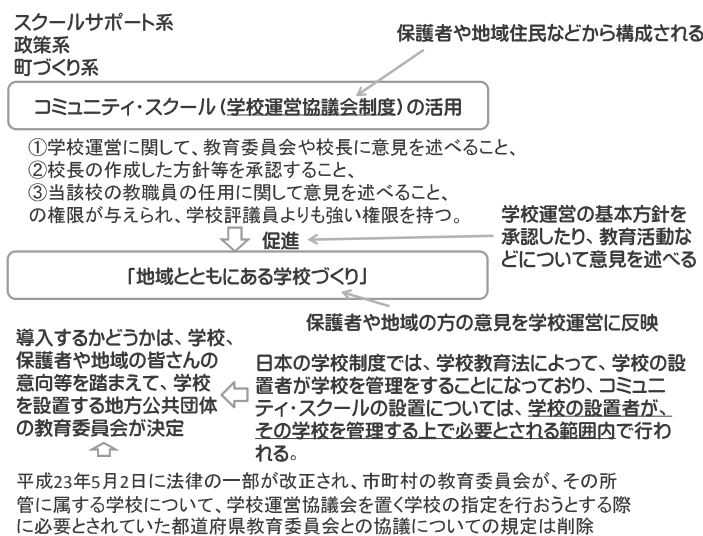 スクールサポート系
政策系
町づくり系
保護者や地域住民などから構成される
コミュニティ・スクール（学校運営協議会制度）の活用
①学校運営に関して、教育委員会や校長に意見を述べること、
②校長の作成した方針等を承認すること、
③当該校の教職員の任用に関して意見を述べること、
の権限が与えられ、学校評議員よりも強い権限を持つ。
促進
学校運営の基本方針を
承認したり、教育活動な
どについて意見を述べる
「地域とともにある学校づくり」
保護者や地域の方の意見を学校運営に反映
導入するかどうかは、学校、
保護者や地域の皆さんの
意向等を踏まえて、学校
を設置する地方公共団体
の教育委員会が決定
日本の学校制度では、学校教育法によって、学校の設
置者が学校を管理をすることになっており、コミュニ
ティ・スクールの設置については、学校の設置者が、
その学校を管理する上で必要とされる範囲内で行わ
れる。
平成23年5月2日に法律の一部が改正され、市町村の教育委員会が、その所
管に属する学校について、学校運営協議会を置く学校の指定を行おうとする際
に必要とされていた都道府県教育委員会との協議についての規定は削除